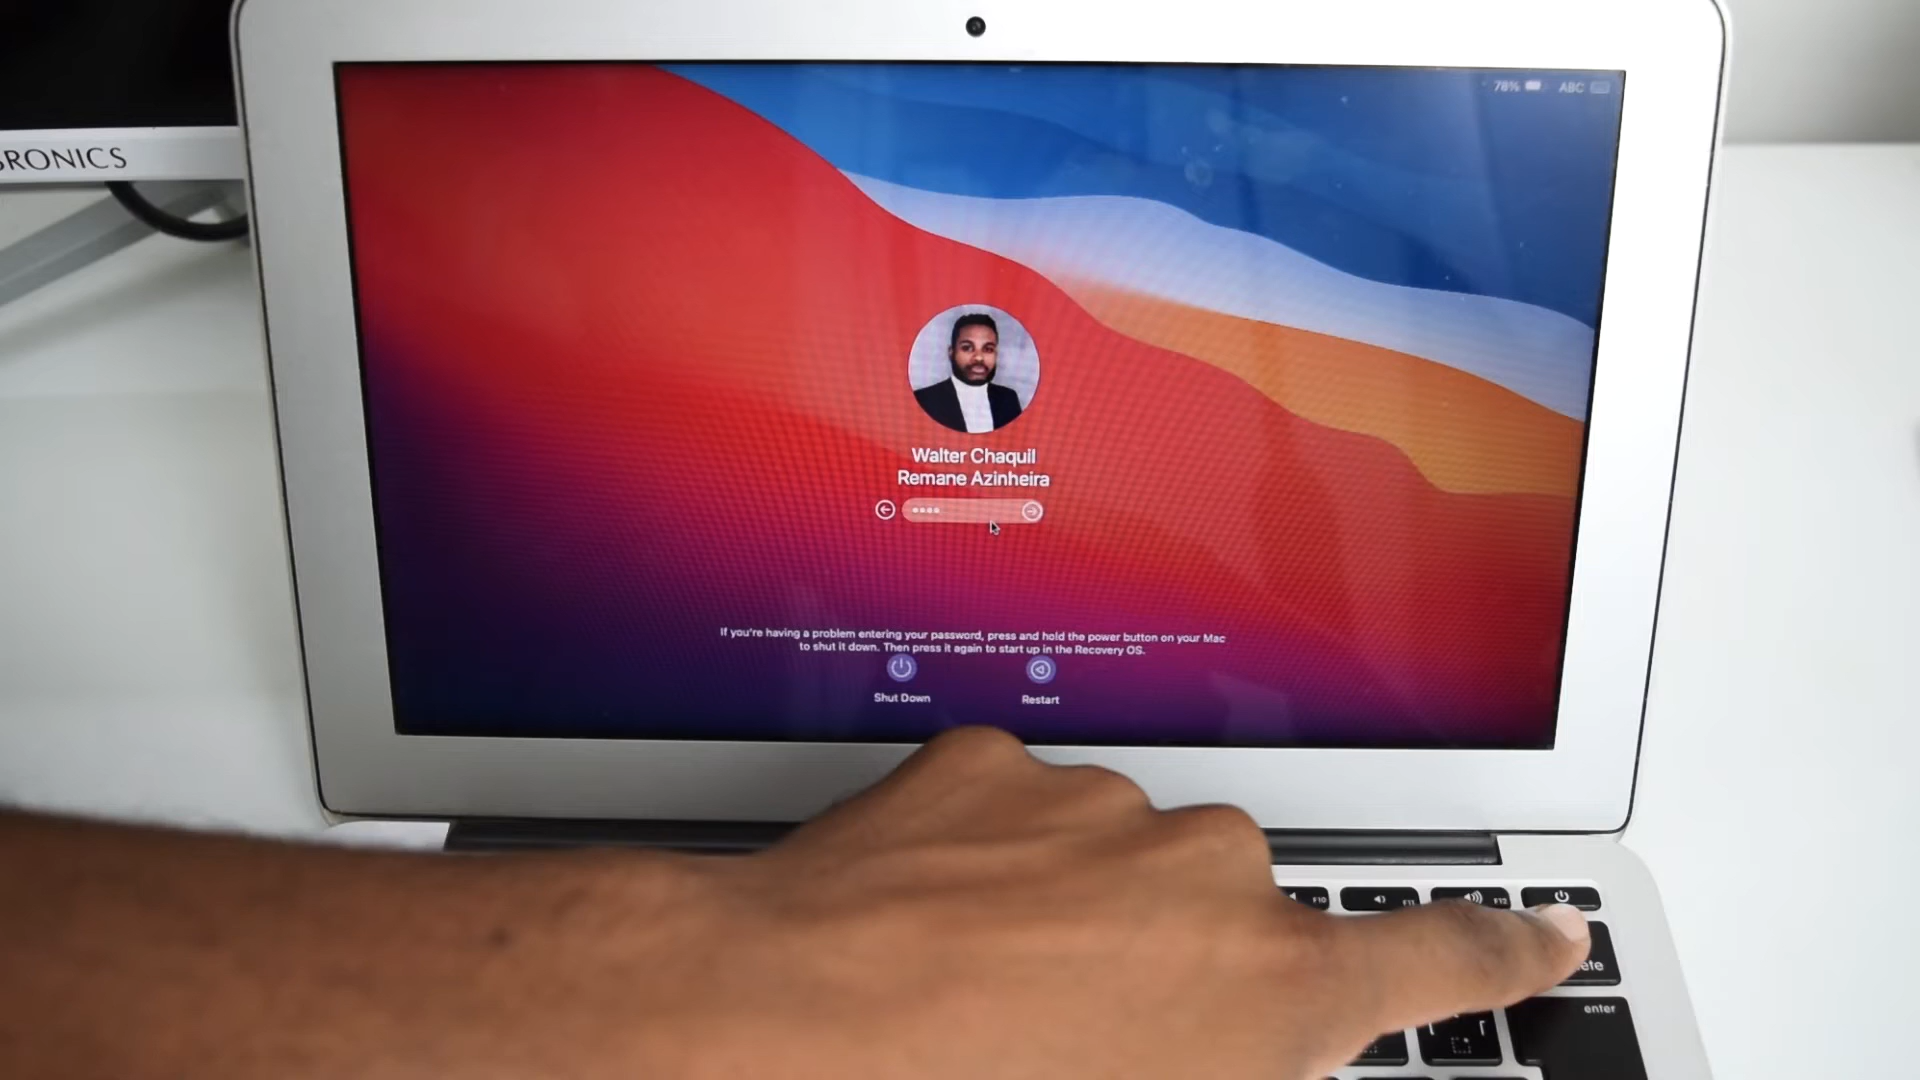 BRONICS
78%
ABC
Walter Chaquil
Remane Azinheira
If you're having a problem entering your password, press and hold the power button on your Mac
to shut it down. Then press it again to start up in the Recovery OS.
Shut Down
Restart
F10
F11
F12
ete
enter